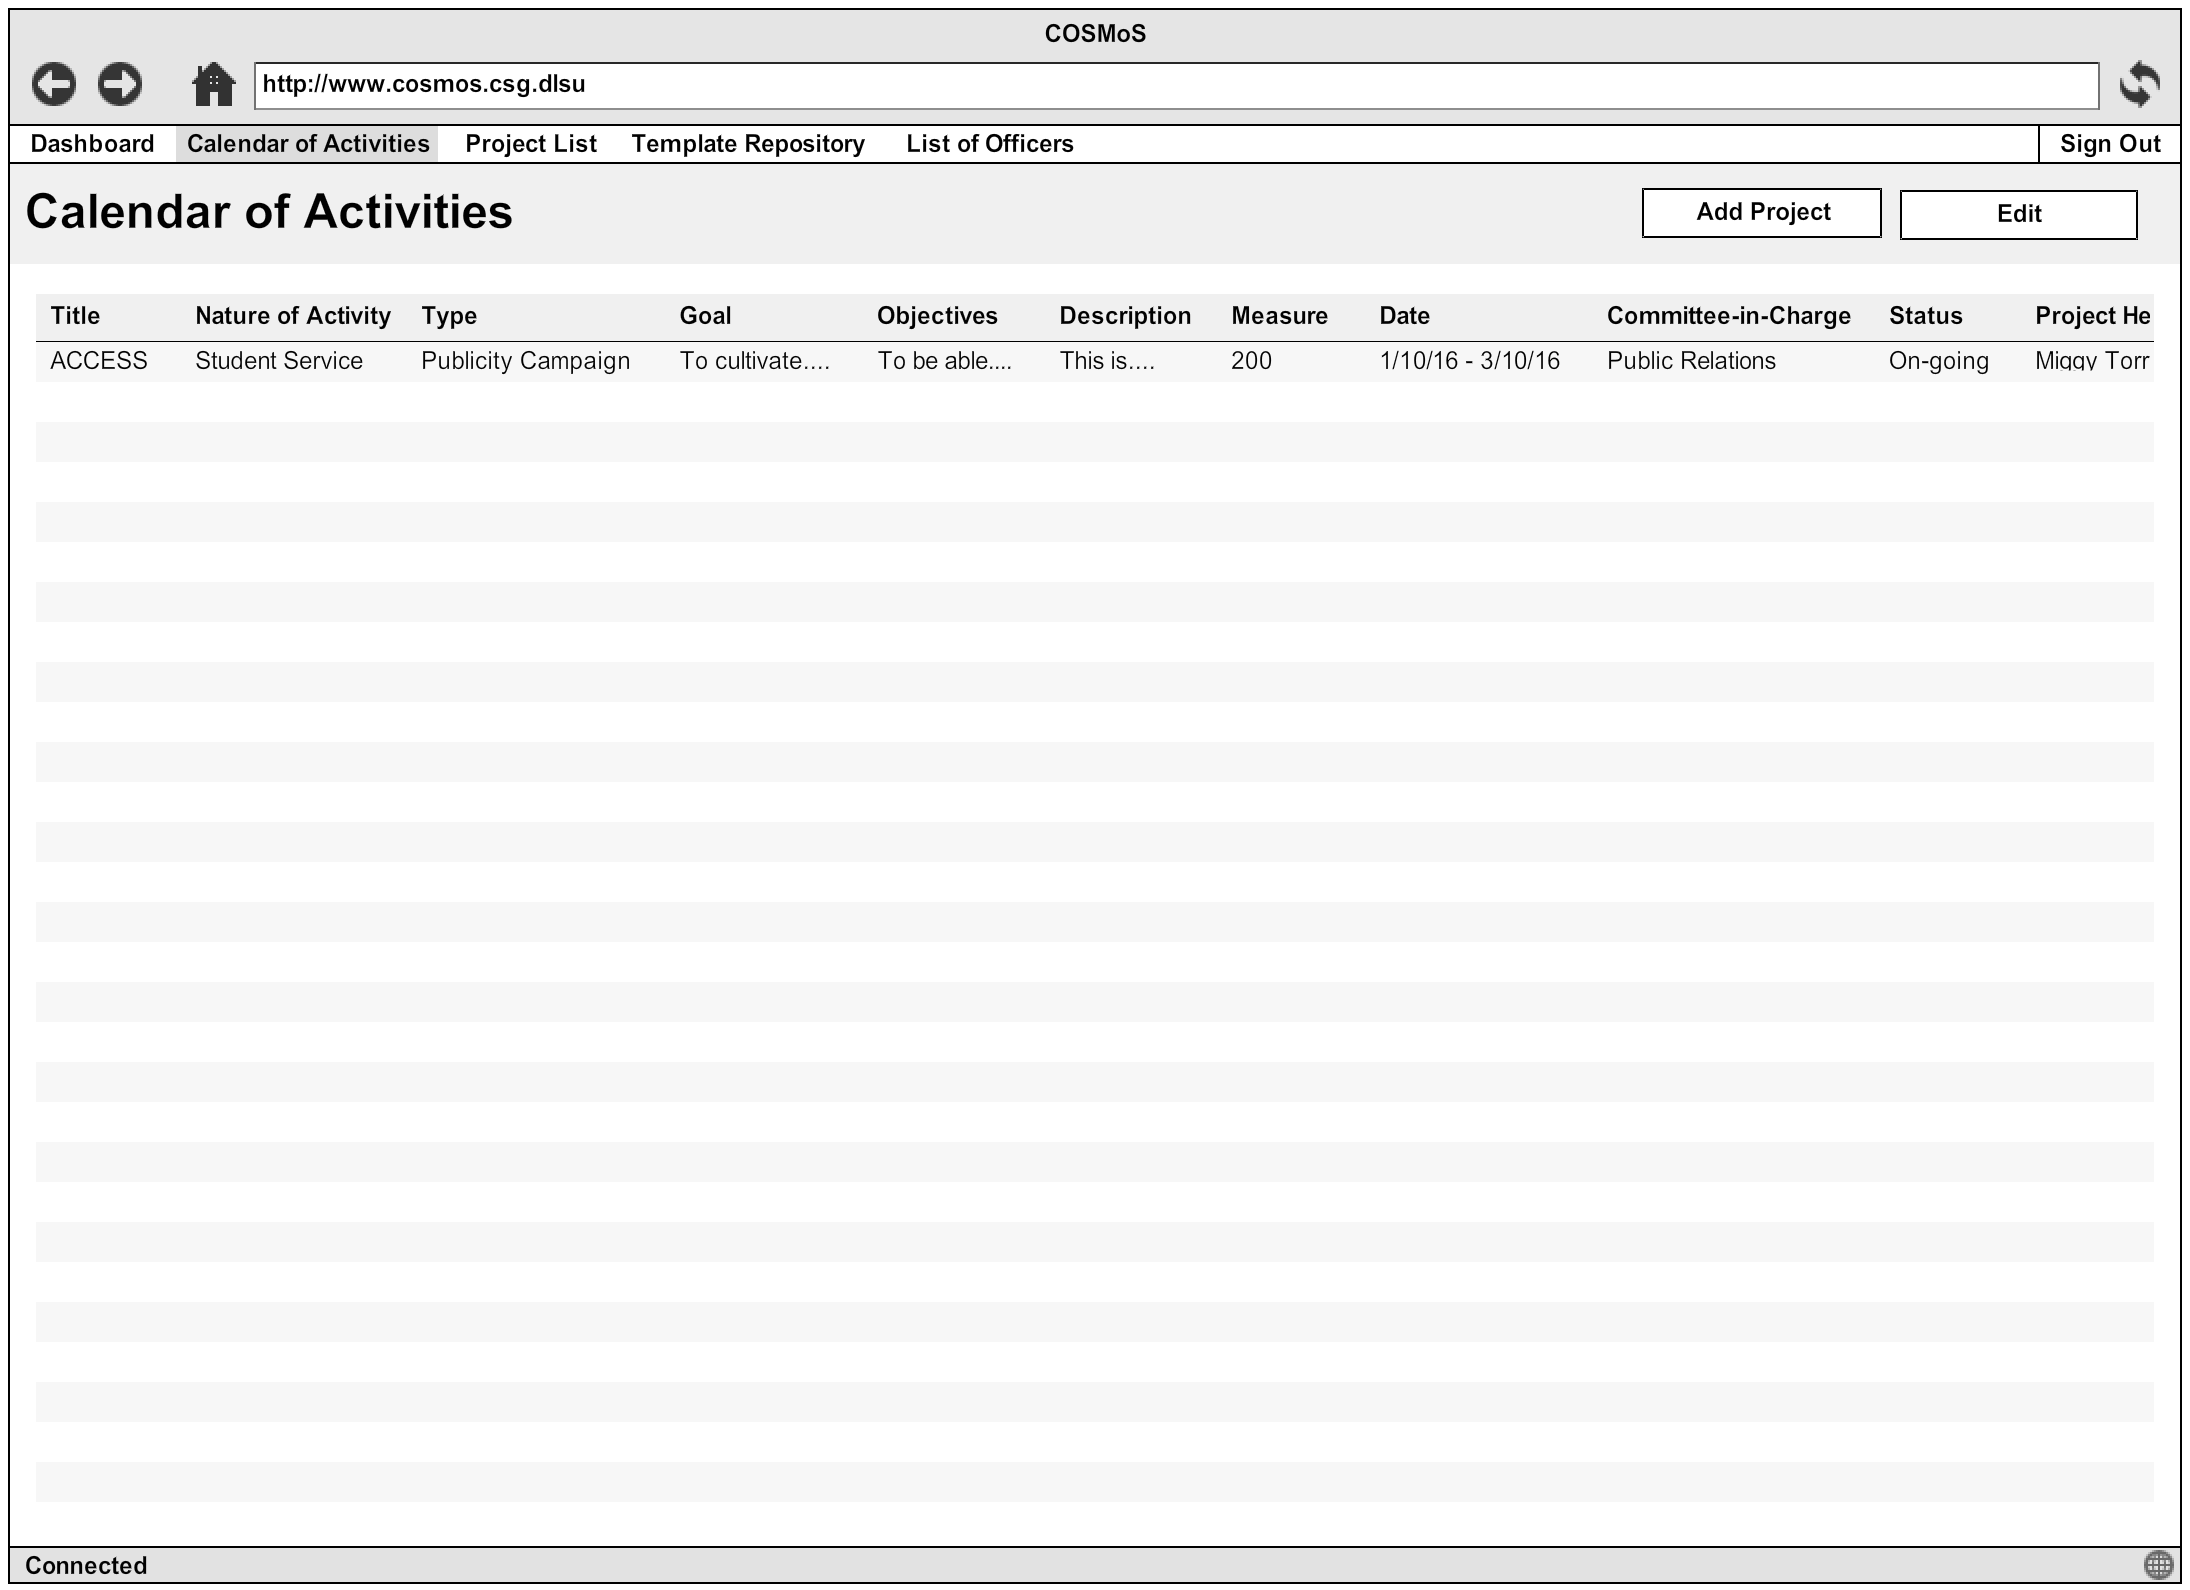 COSMoS
http://www.cosmos.csg.dlsu
Dashboard Calendar of Activities Project List Template Repository List of Officers Sign Out
Calendar of Activities Add Project Edit
Title Nature of Activity Type Goal Objectives Description Measure Date Committee-in-Charge Status Project He
ACCESS Student Service Publicity Campaign To cultivate.... To be able.... This is.... 200 1/10/16 - 3/10/16 Public Relations On-going Miggy Torr
Connected